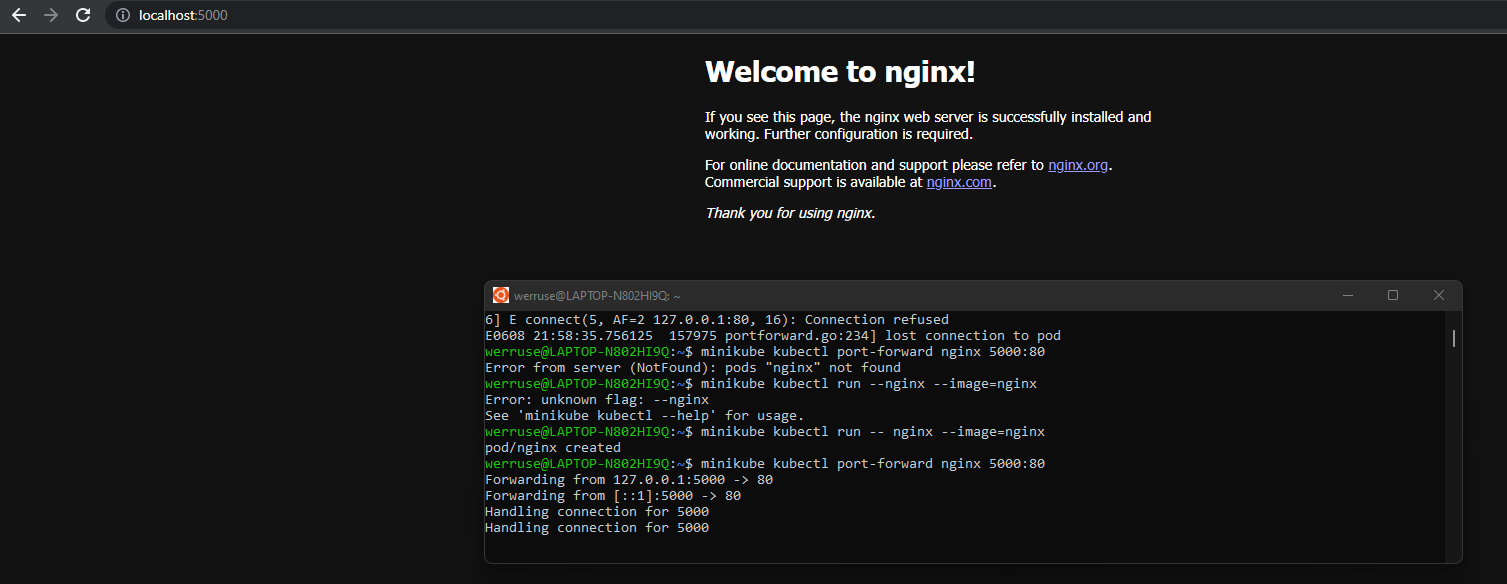 localhost:5000
Welcome to nginx!
If you see this page, the nginx web server is successfully installed and
working. Further configuration is required.
For online documentation and support please refer to nginx.org.
Commercial support is available at nginx.com.
Thank you for using nginx.
werruse@LAPTOP-N802HI9Q: ~
6] E connect(5, AF=2 127.0.0.1:80, 16): Connection refused
E0608 21:58:35.756125  157975 portforward.go:234] lost connection to pod
werruse@LAPTOP-N802HI9Q:~$ minikube kubectl port-forward nginx 5000:80
Error from server (NotFound): pods "nginx" not found
werruse@LAPTOP-N802HI9Q:~$ minikube kubectl run --nginx --image=nginx
Error: unknown flag: --nginx
See 'minikube kubectl --help' for usage.
werruse@LAPTOP-N802HI9Q:~$ minikube kubectl run -- nginx --image=nginx
pod/nginx created
werruse@LAPTOP-N802HI9Q:~$ minikube kubectl port-forward nginx 5000:80
Forwarding from 127.0.0.1:5000 -> 80
Forwarding from [::1]:5000 -> 80
Handling connection for 5000
Handling connection for 5000